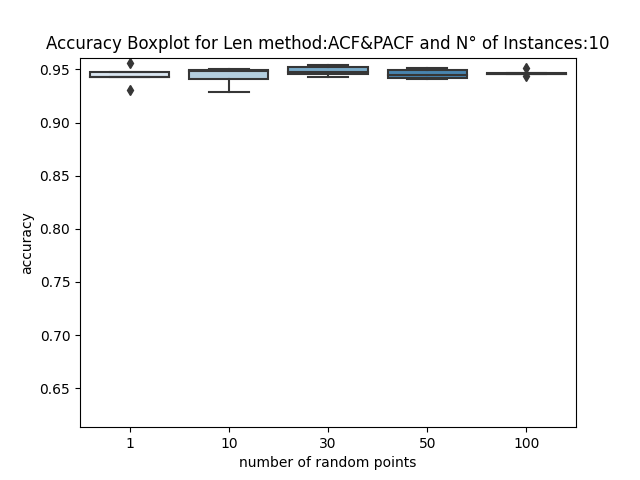 Accuracy Boxplot for Len method:ACF&PACF and N° of Instances:10
0.95
0.90
0.85
0.80
0.75
0.70
0.65
accuracy
1 10 30 50 100
number of random points